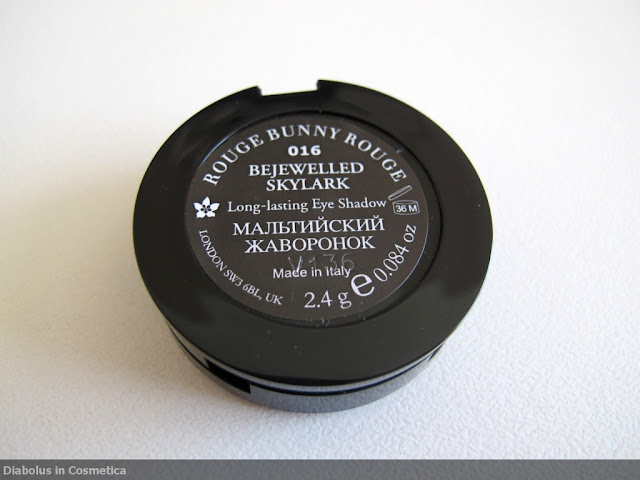 ROUGE BUNNY ROUGE
016
BEJEWELLED
SKYLARK
Long-lasting Eye Shadow
36 M
МАЛЬТИЙСКИЙ
ЖАВОРОНОК
V136
Made in Italy
LONDON SW3 6BL, UK
2.4 g e 0.084 oz
Diabolus in Cosmetica